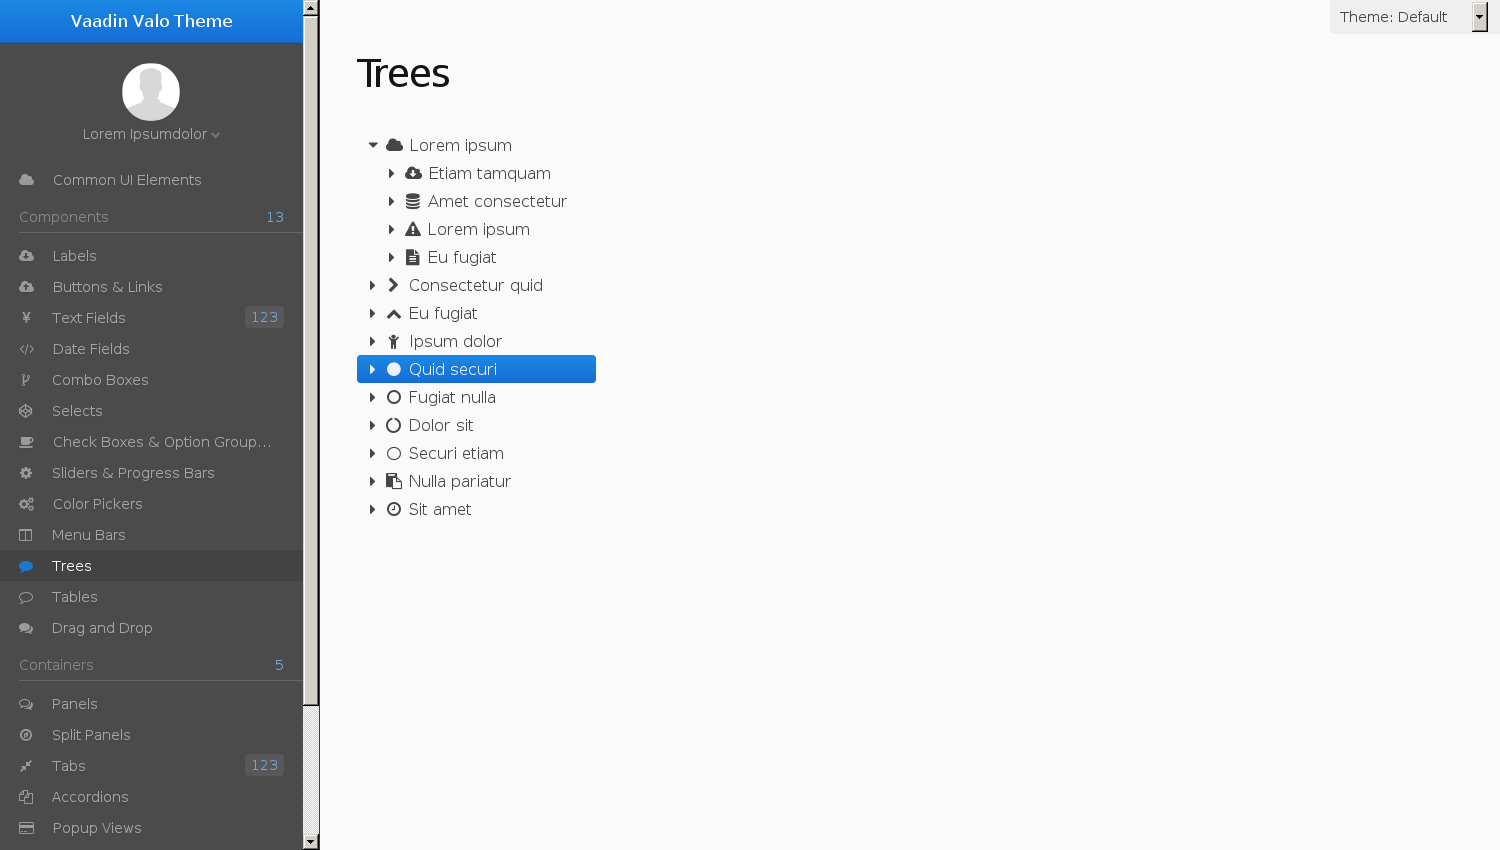 Vaadin Valo Theme
Lorem Ipsumdolor
Common UI Elements
Components 13
Labels
Buttons & Links
Text Fields 123
Date Fields
Combo Boxes
Selects
Check Boxes & Option Group...
Sliders & Progress Bars
Color Pickers
Menu Bars
Trees
Tables
Drag and Drop
Containers 5
Panels
Split Panels
Tabs 123
Accordions
Popup Views
Theme: Default
Trees
Lorem ipsum
Etiam tamquam
Amet consectetur
Lorem ipsum
Eu fugiat
Consectetur quid
Eu fugiat
Ipsum dolor
Quid securi
Fugiat nulla
Dolor sit
Securi etiam
Nulla pariatur
Sit amet